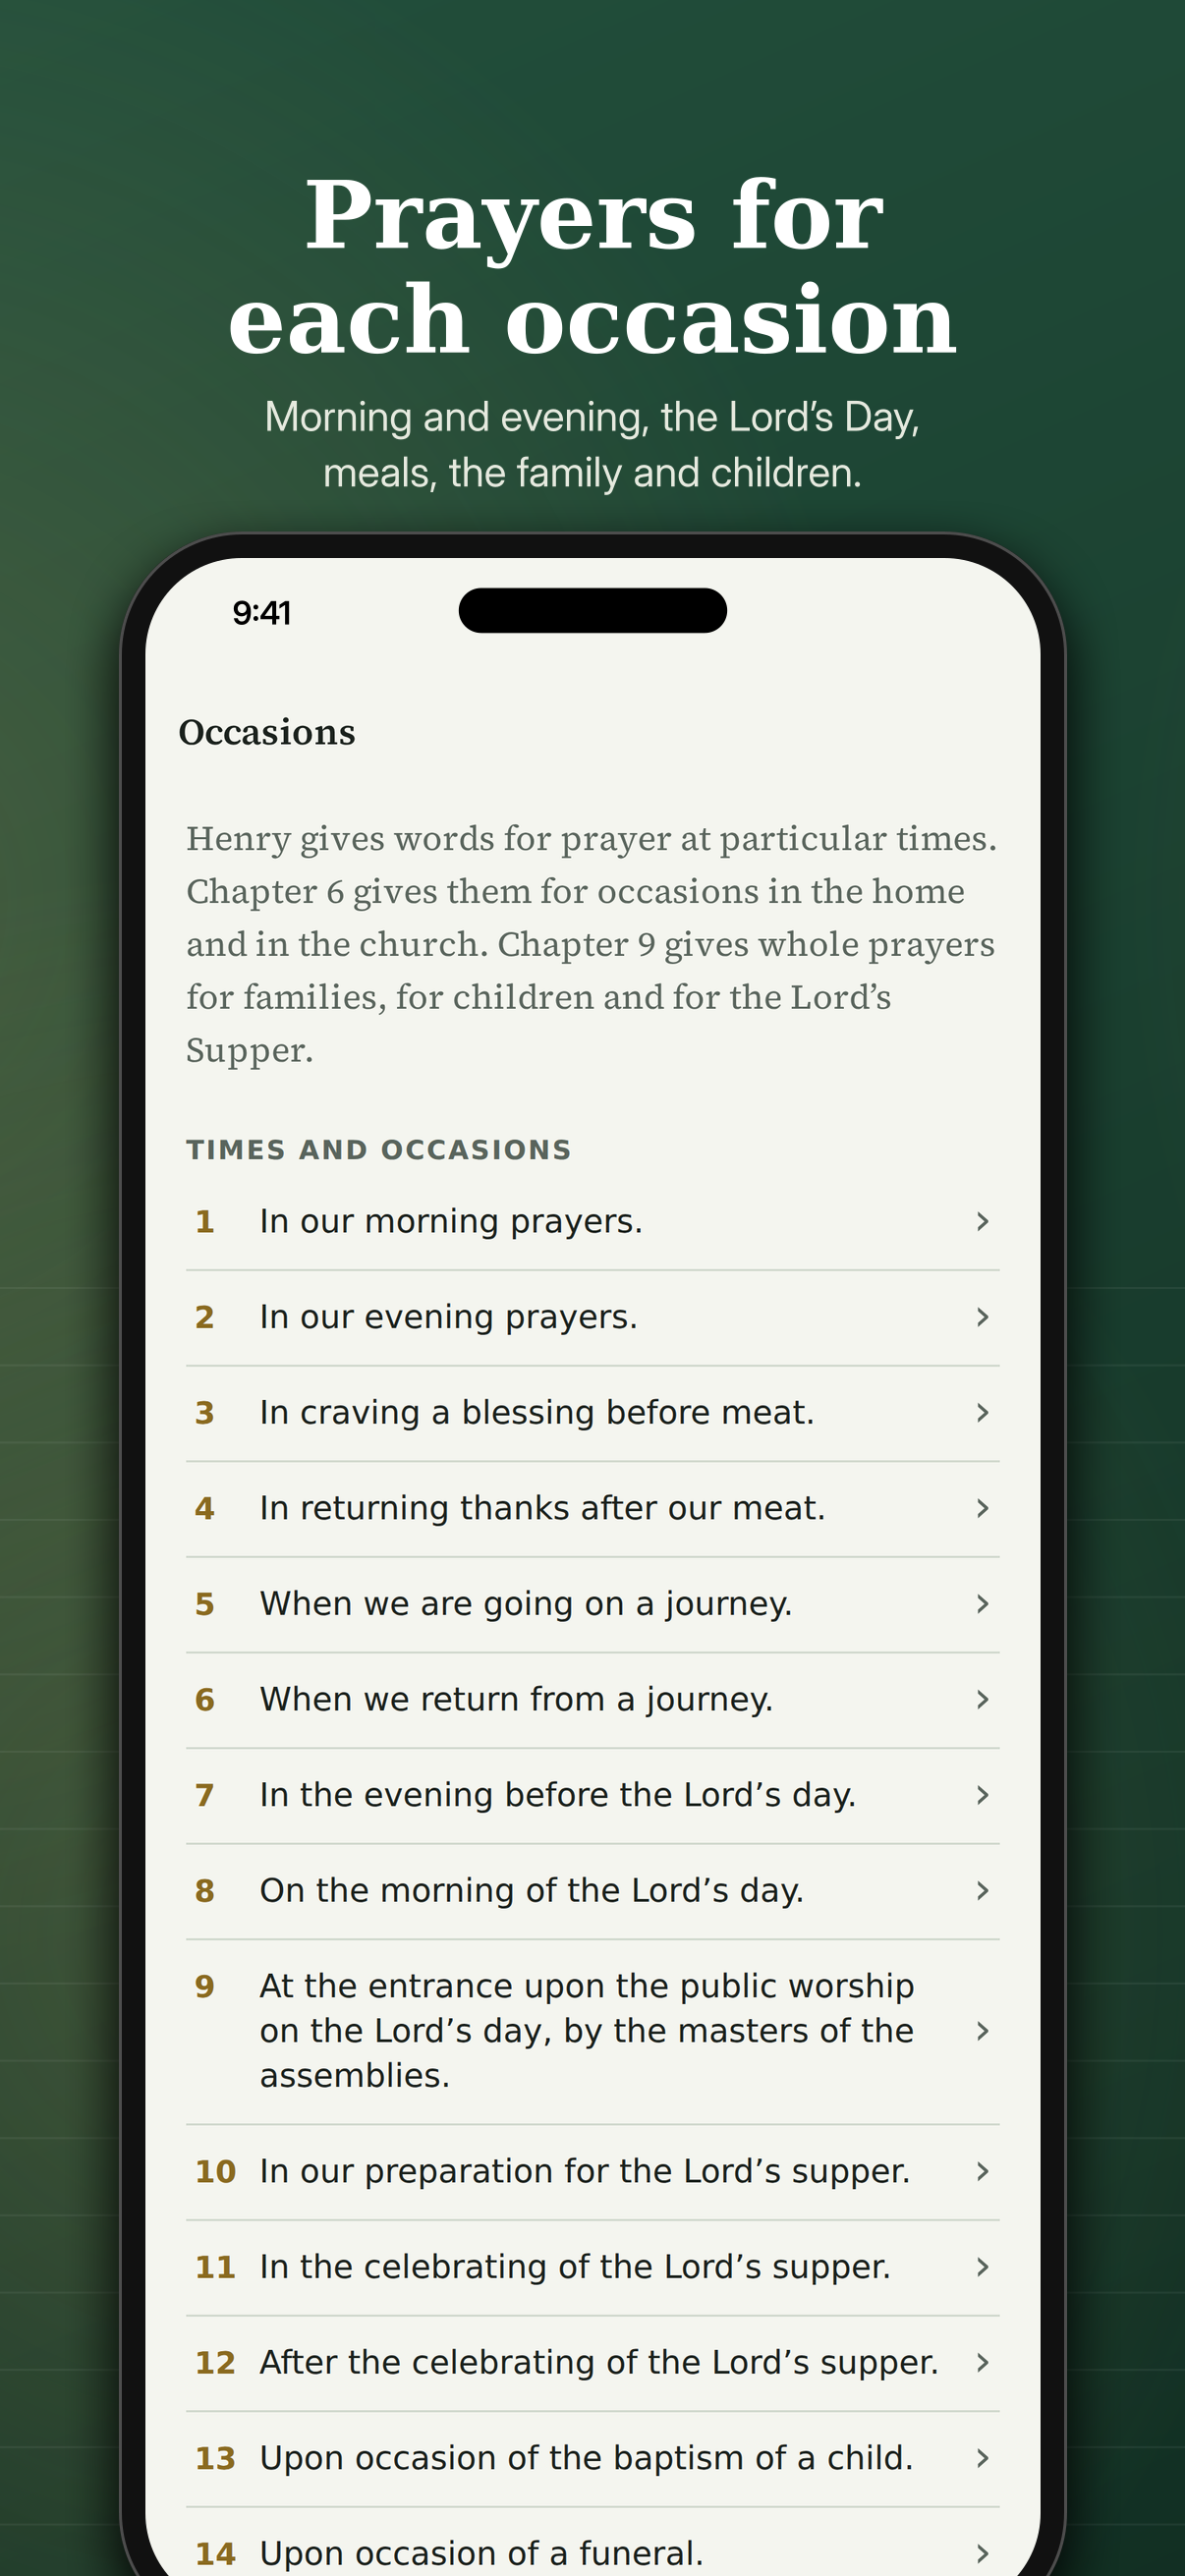 Prayers for
each occasion
Morning and evening, the Lord’s Day,
meals, the family and children.
9:41
Occasions
Henry gives words for prayer at particular times.
Chapter 6 gives them for occasions in the home
and in the church. Chapter 9 gives whole prayers
for families, for children and for the Lord’s
Supper.
TIMES AND OCCASIONS
1 In our morning prayers.
2 In our evening prayers.
3 In craving a blessing before meat.
4 In returning thanks after our meat.
5 When we are going on a journey.
6 When we return from a journey.
7 In the evening before the Lord’s day.
8 On the morning of the Lord’s day.
9 At the entrance upon the public worship
on the Lord’s day, by the masters of the
assemblies.
10 In our preparation for the Lord’s supper.
11 In the celebrating of the Lord’s supper.
12 After the celebrating of the Lord’s supper.
13 Upon occasion of the baptism of a child.
14 Upon occasion of a funeral.